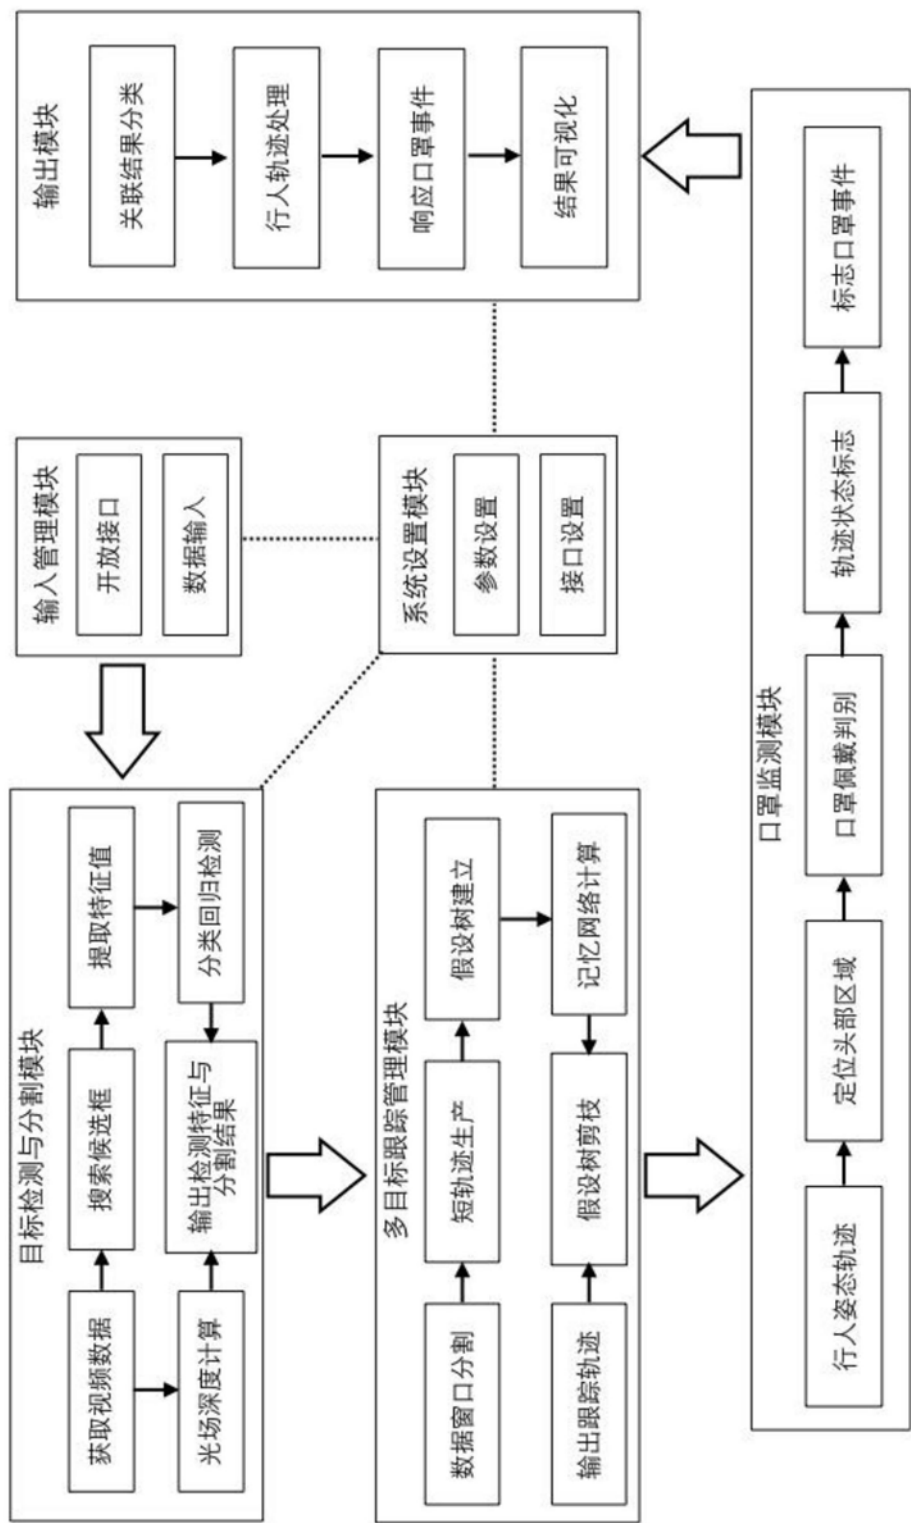 目标检测与分割模块
获取视频数据
搜索候选框
提取特征值
光场深度计算
输出检测特征与
分割结果
分类回归检测
输入管理模块
开放接口
数据输入
输出模块
关联结果分类
行人轨迹处理
响应口罩事件
结果可视化
多目标跟踪管理模块
数据窗口分割
短轨迹生产
假设树建立
输出跟踪轨迹
假设树剪枝
记忆网络计算
系统设置模块
参数设置
接口设置
口罩监测模块
行人姿态轨迹
定位头部区域
口罩佩戴判别
轨迹状态标志
标志口罩事件